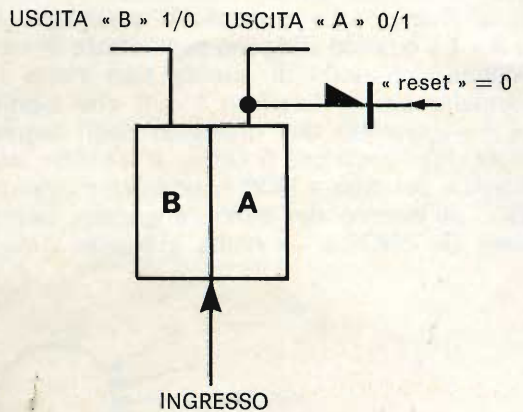 USCITA « B » 1/0 USCITA « A » 0/1
« reset » = 0
B A
INGRESSO